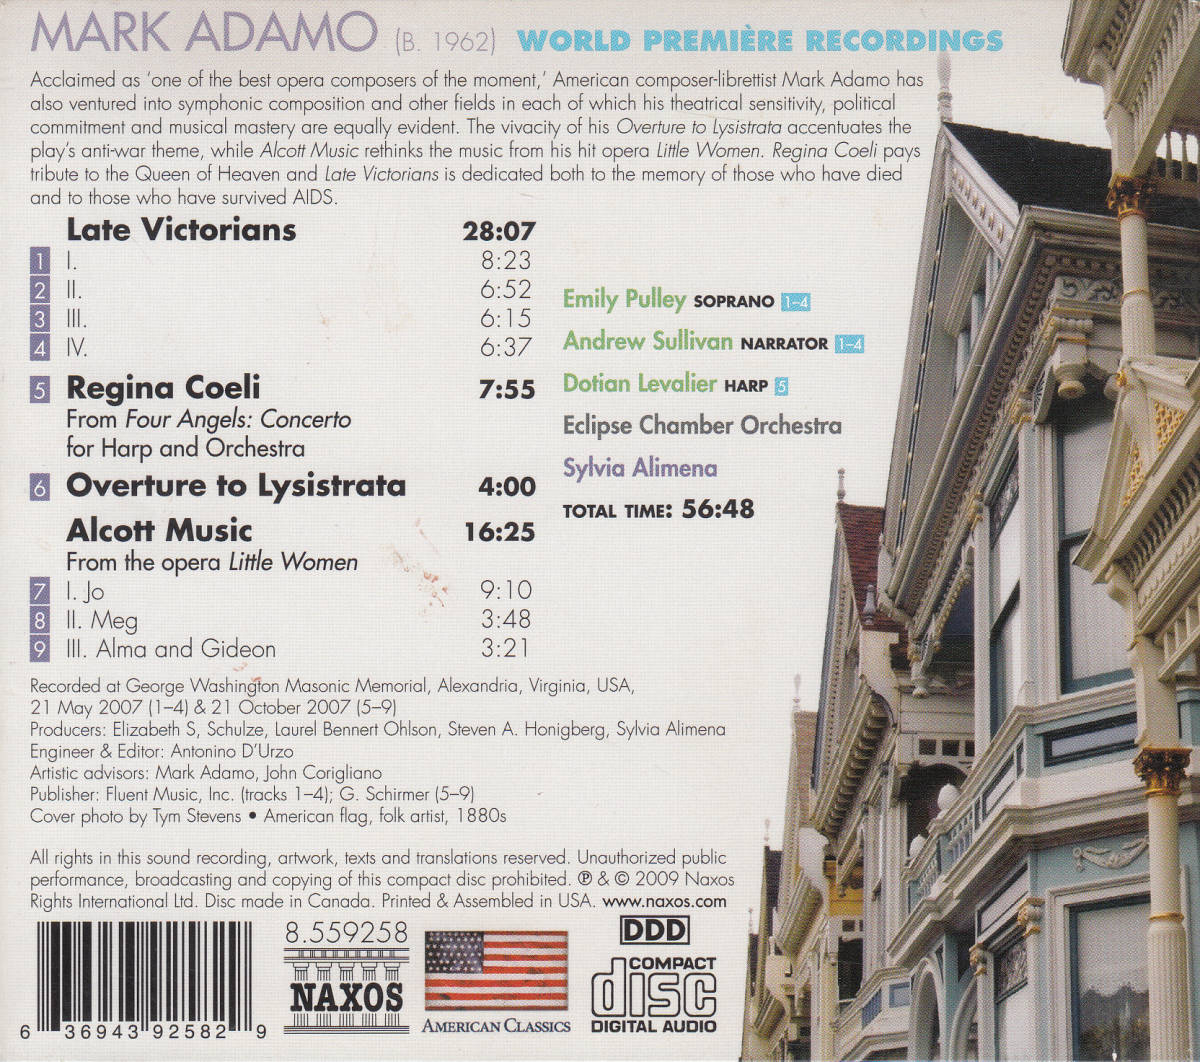 MARK ADAMO (B. 1962) WORLD PREMIÈRE RECORDINGS
Acclaimed as ‘one of the best opera composers of the moment,’ American composer-librettist Mark Adamo has
also ventured into symphonic composition and other fields in each of which his theatrical sensitivity, political
commitment and musical mastery are equally evident. The vivacity of his Overture to Lysistrata accentuates the
play's anti-war theme, while Alcott Music rethinks the music from his hit opera Little Women. Regina Coeli pays
tribute to the Queen of Heaven and Late Victorians is dedicated both to the memory of those who have died
and to those who have survived AIDS.
Late Victorians 28:07
1 I. 8:23
2 II. 6:52
3 III. 6:15
4 IV. 6:37
5 Regina Coeli 7:55
From Four Angels: Concerto
for Harp and Orchestra
6 Overture to Lysistrata 4:00
Alcott Music 16:25
From the opera Little Women
7 I. Jo 9:10
8 II. Meg 3:48
9 III. Alma and Gideon 3:21
Emily Pulley SOPRANO 1–4
Andrew Sullivan NARRATOR 1–4
Dotian Levalier HARP 5
Eclipse Chamber Orchestra
Sylvia Alimena
TOTAL TIME: 56:48
Recorded at George Washington Masonic Memorial, Alexandria, Virginia, USA,
21 May 2007 (1–4) & 21 October 2007 (5–9)
Producers: Elizabeth S, Schulze, Laurel Bennert Ohlson, Steven A. Honigberg, Sylvia Alimena
Engineer & Editor: Antonino D'Urzo
Artistic advisors: Mark Adamo, John Corigliano
Publisher: Fluent Music, Inc. (tracks 1–4); G. Schirmer (5–9)
Cover photo by Tym Stevens • American flag, folk artist, 1880s
All rights in this sound recording, artwork, texts and translations reserved. Unauthorized public
performance, broadcasting and copying of this compact disc prohibited. ℗ & © 2009 Naxos
Rights International Ltd. Disc made in Canada. Printed & Assembled in USA. www.naxos.com
6 36943 92582 9
8.559258
NAXOS
AMERICAN CLASSICS
DDD
COMPACT
disc
DIGITAL AUDIO